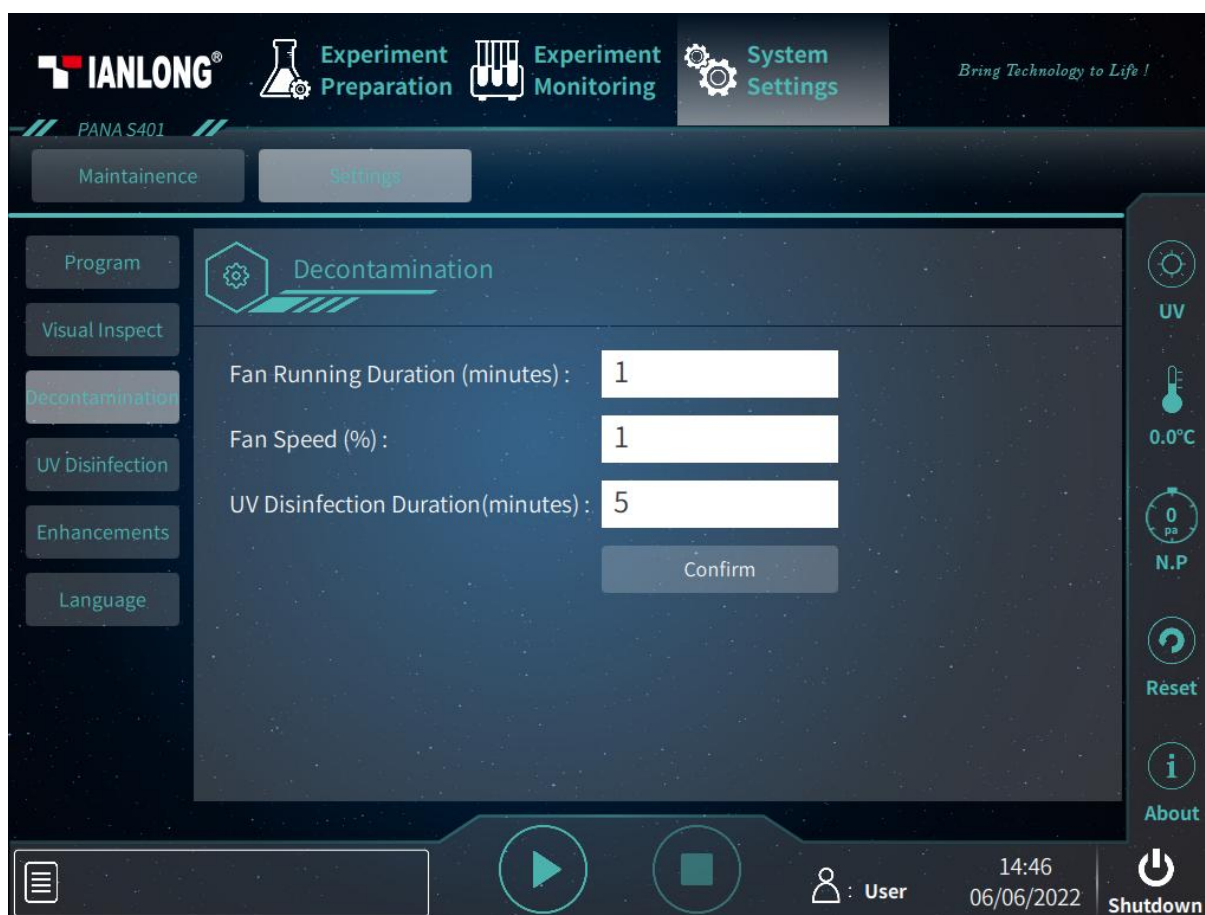 TIANLONG®
Experiment
Preparation
Experiment
Monitoring
System
Settings
Bring Technology to Life !
PANA S401
Maintainence
Settings
Program
Visual Inspect
Decontamination
UV Disinfection
Enhancements
Language
Decontamination
Fan Running Duration (minutes) : 1
Fan Speed (%) : 1
UV Disinfection Duration(minutes) : 5
Confirm
UV
0.0°C
0
pa
N.P
Reset
i
About
: User
14:46
06/06/2022
Shutdown